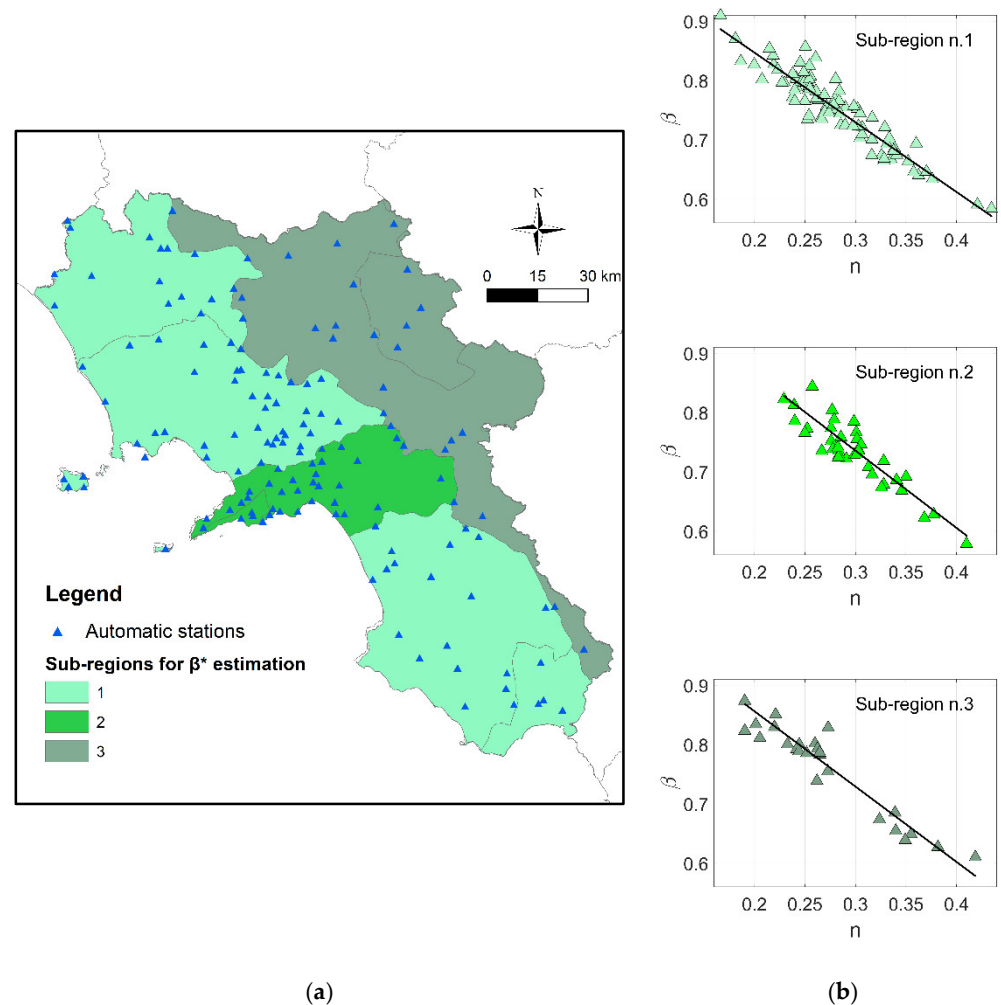 N
0 15 30 km
Legend
Automatic stations
Sub-regions for β* estimation
1
2
3
(a)
Sub-region n.1
0.9
0.8
0.7
0.6
β
0.2 0.25 0.3 0.35 0.4
n
Sub-region n.2
0.9
0.8
0.7
0.6
β
0.2 0.25 0.3 0.35 0.4
n
Sub-region n.3
0.9
0.8
0.7
0.6
β
0.2 0.25 0.3 0.35 0.4
n
(b)